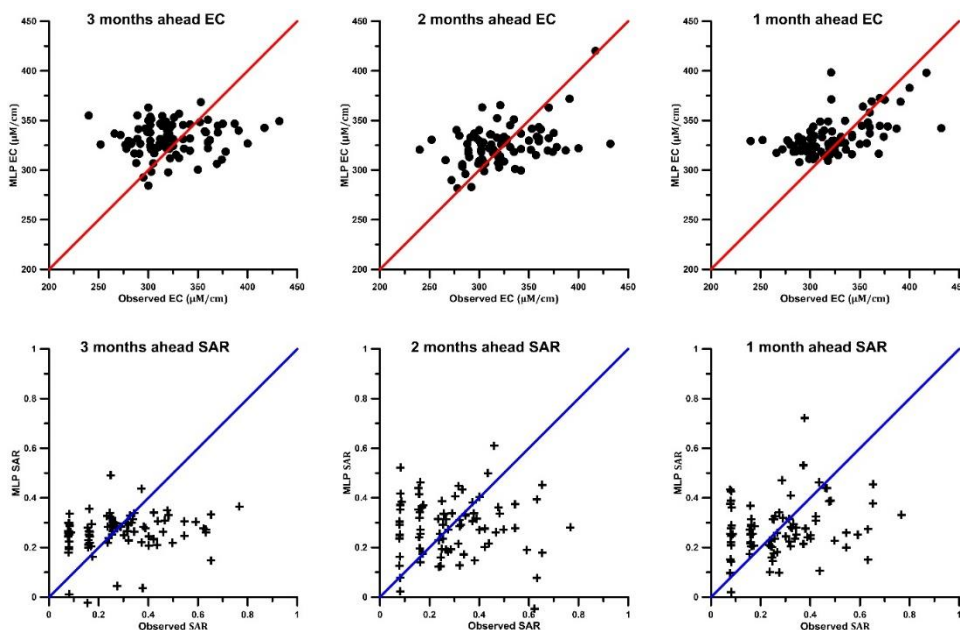 3 months ahead EC
2 months ahead EC
1 month ahead EC
450
400
350
300
250
200
MLP EC (µM/cm)
200 250 300 350 400 450
Observed EC (µM/cm)
450
400
350
300
250
200
MLP EC (µM/cm)
200 250 300 350 400 450
Observed EC (µM/cm)
450
400
350
300
250
200
MLP EC (µM/cm)
200 250 300 350 400 450
Observed EC (µM/cm)
3 months ahead SAR
2 months ahead SAR
1 month ahead SAR
1
0.8
0.6
0.4
0.2
0
MLP SAR
0 0.2 0.4 0.6 0.8 1
Observed SAR
1
0.8
0.6
0.4
0.2
0
MLP SAR
0 0.2 0.4 0.6 0.8 1
Observed SAR
1
0.8
0.6
0.4
0.2
0
MLP SAR
0 0.2 0.4 0.6 0.8 1
Observed SAR